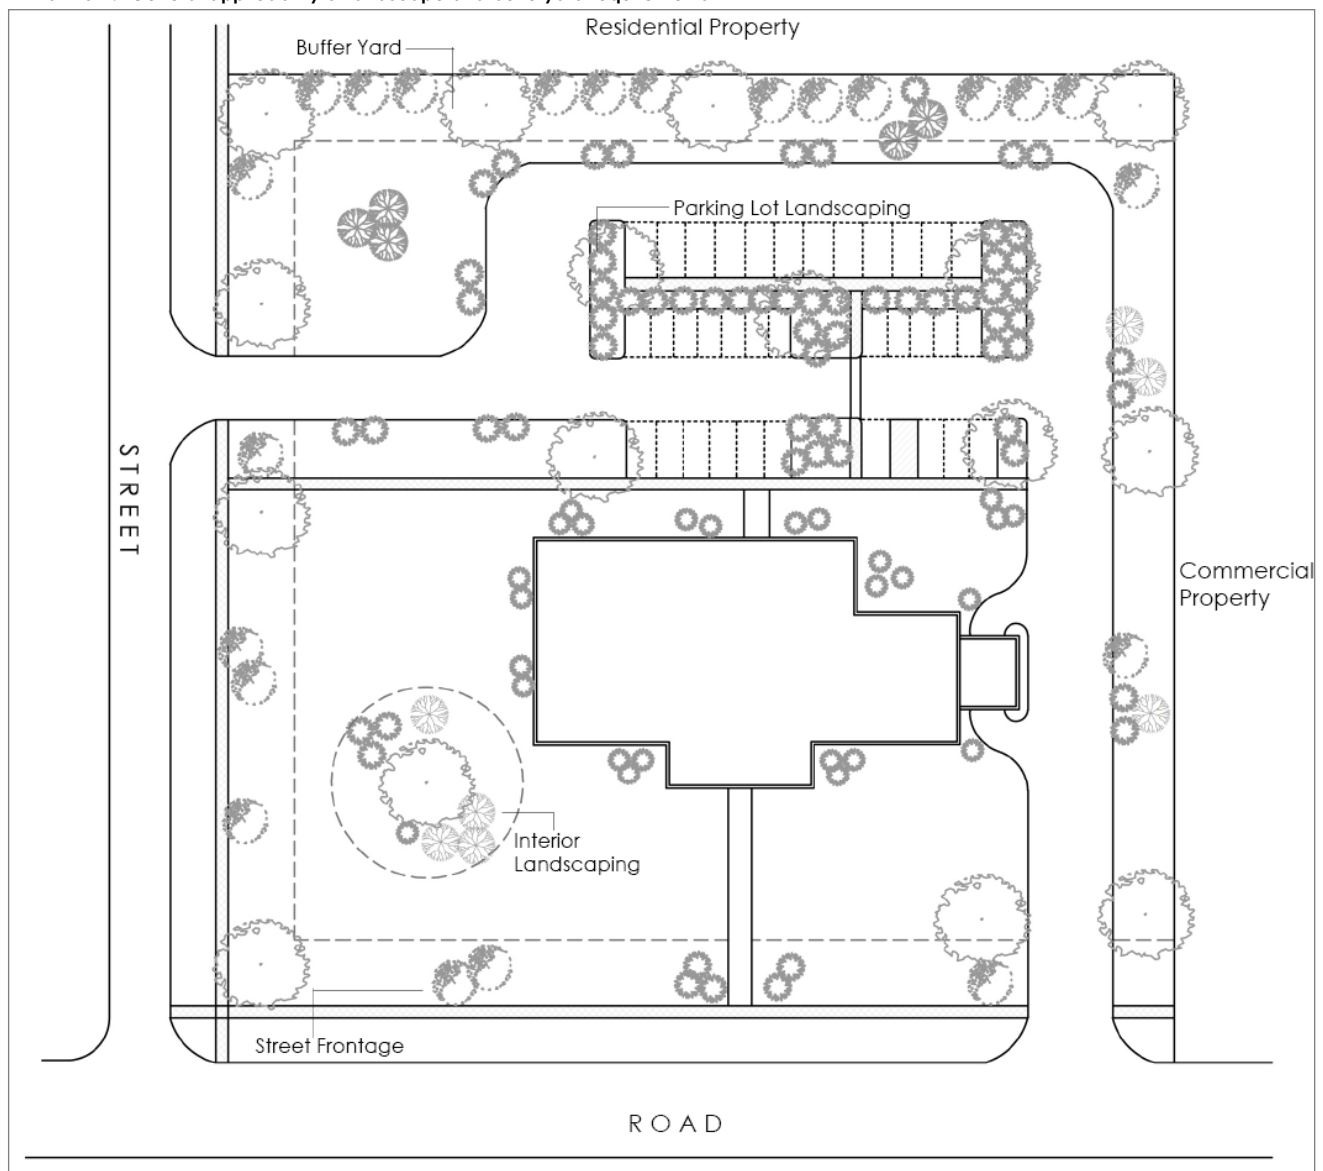 Residential Property
Buffer Yard
Parking Lot Landscaping
STREET
Commercial
Property
Interior
Landscaping
Street Frontage
ROAD